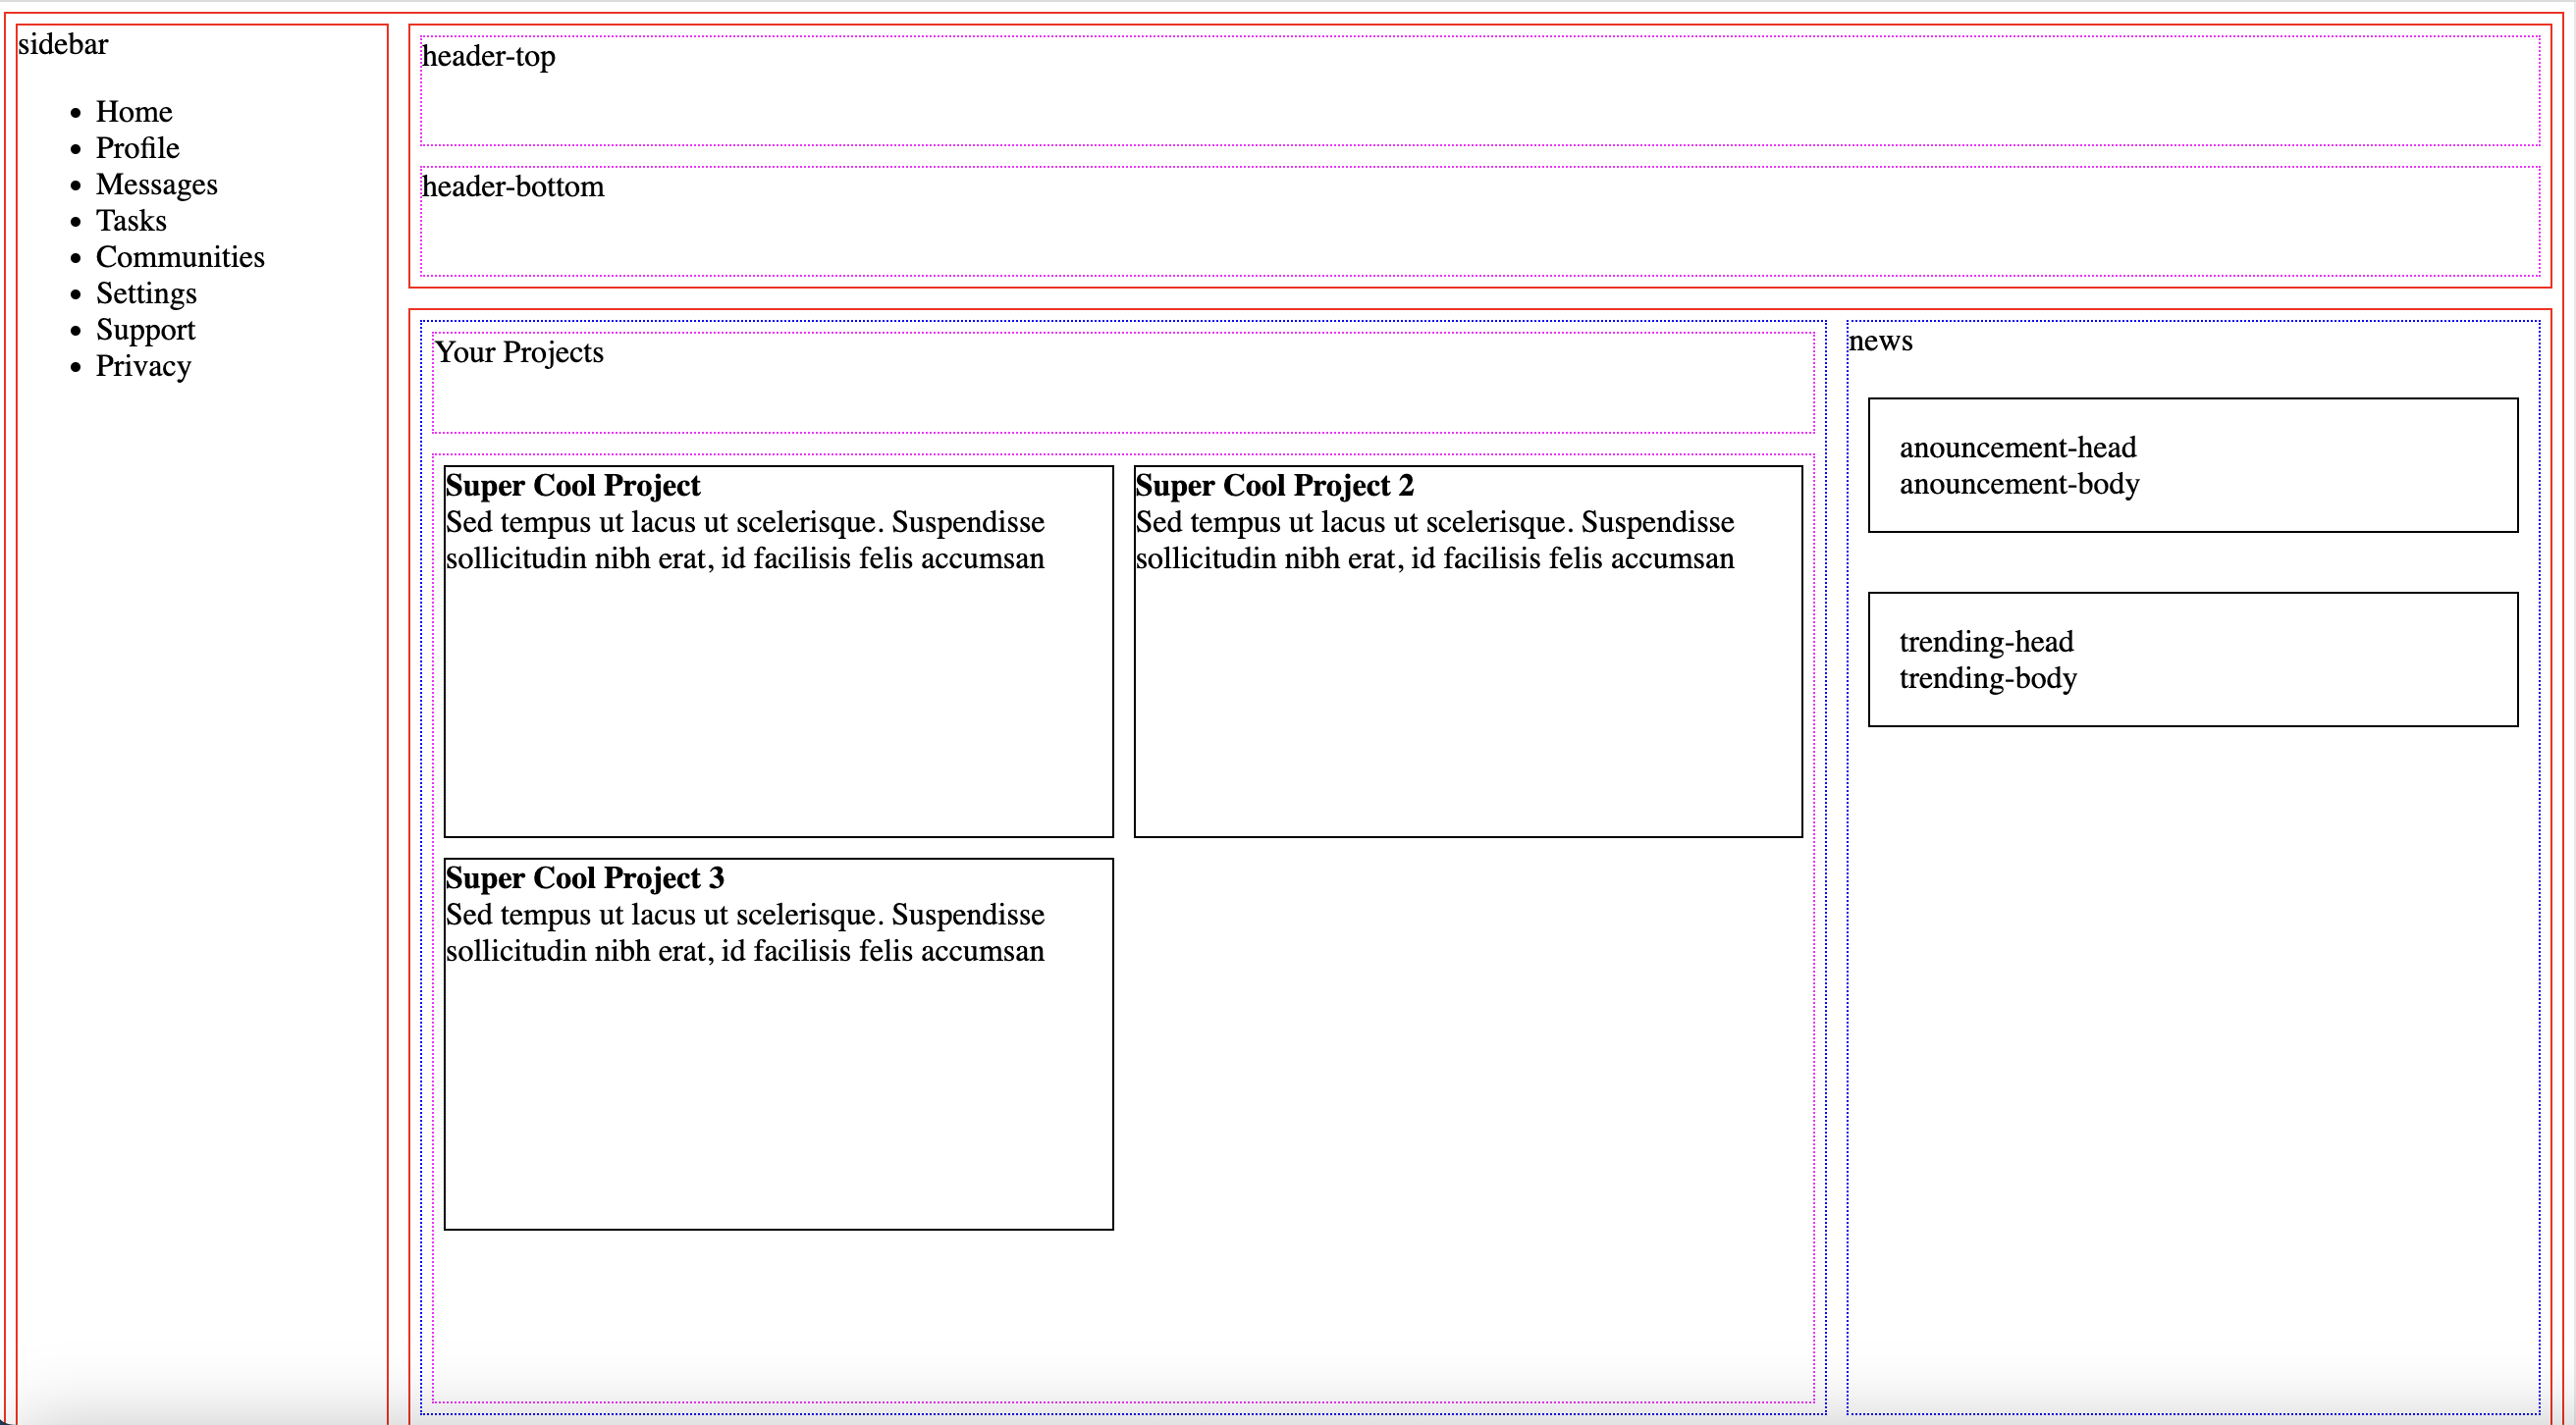 sidebar
Home
Profile
Messages
Tasks
Communities
Settings
Support
Privacy
header-top
header-bottom
Your Projects
Super Cool Project
Sed tempus ut lacus ut scelerisque. Suspendisse
sollicitudin nibh erat, id facilisis felis accumsan
Super Cool Project 2
Sed tempus ut lacus ut scelerisque. Suspendisse
sollicitudin nibh erat, id facilisis felis accumsan
Super Cool Project 3
Sed tempus ut lacus ut scelerisque. Suspendisse
sollicitudin nibh erat, id facilisis felis accumsan
news
anouncement-head
anouncement-body
trending-head
trending-body